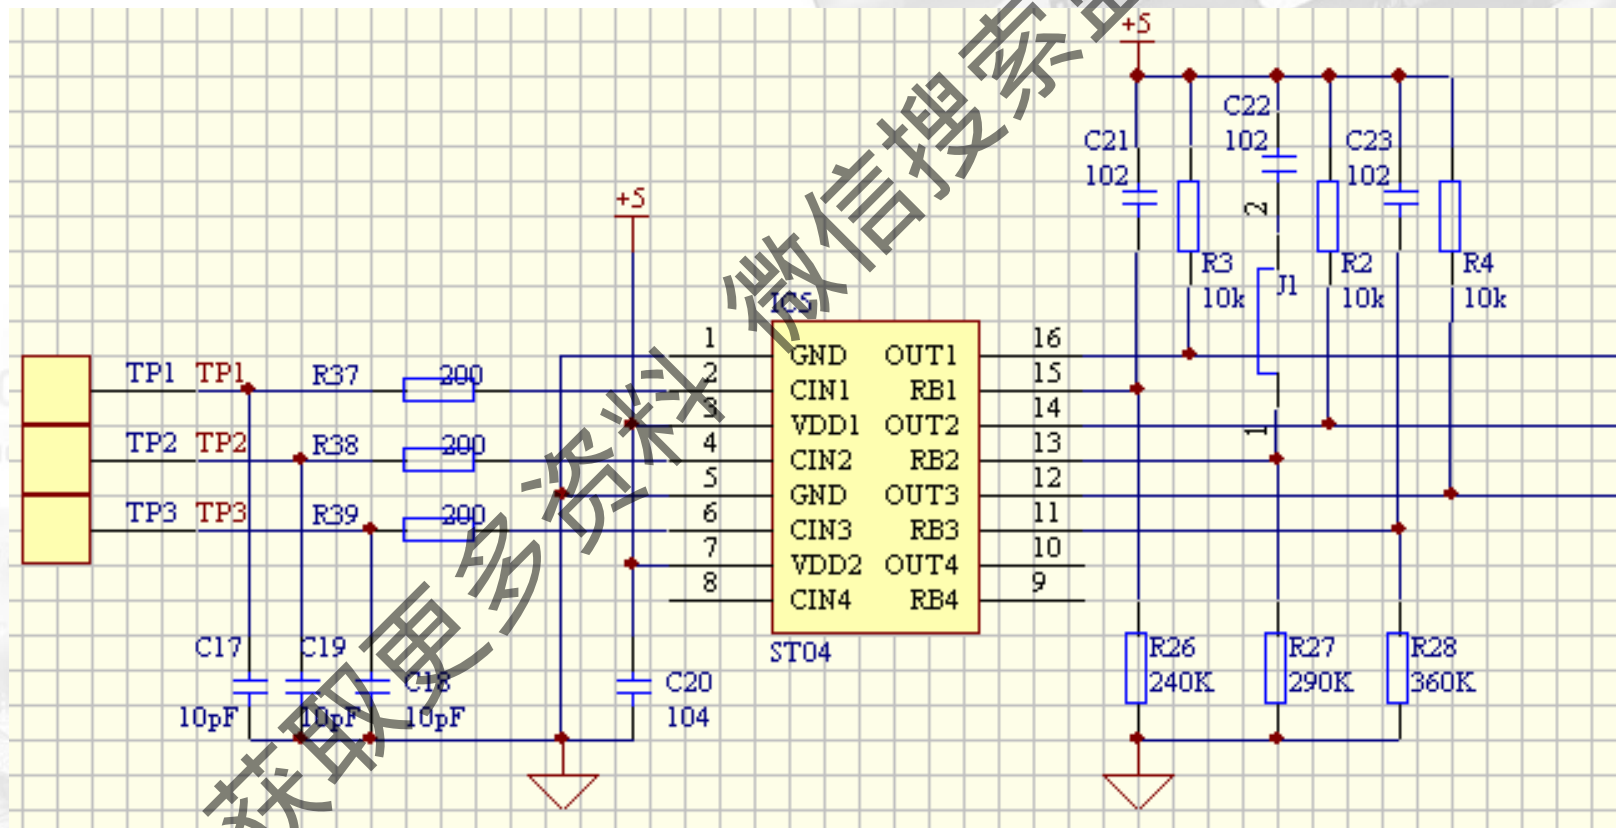 +5
C22
C21
102
C23
102
102
2
+5
R3
R2
R4
J1
10k
10k
10k
IC5
1
GND
OUT1
16
TP1
TP1
R37
200
2
CIN1
RB1
15
3
VDD1
OUT2
14
TP2
TP2
R38
200
4
CIN2
RB2
13
1
5
GND
OUT3
12
TP3
TP3
R39
200
6
CIN3
RB3
11
7
VDD2
OUT4
10
8
CIN4
RB4
9
ST04
C17
C19
C18
10pF
10pF
10pF
C20
104
R26
240K
R27
290K
R28
360K
获取更多资料 微信搜索